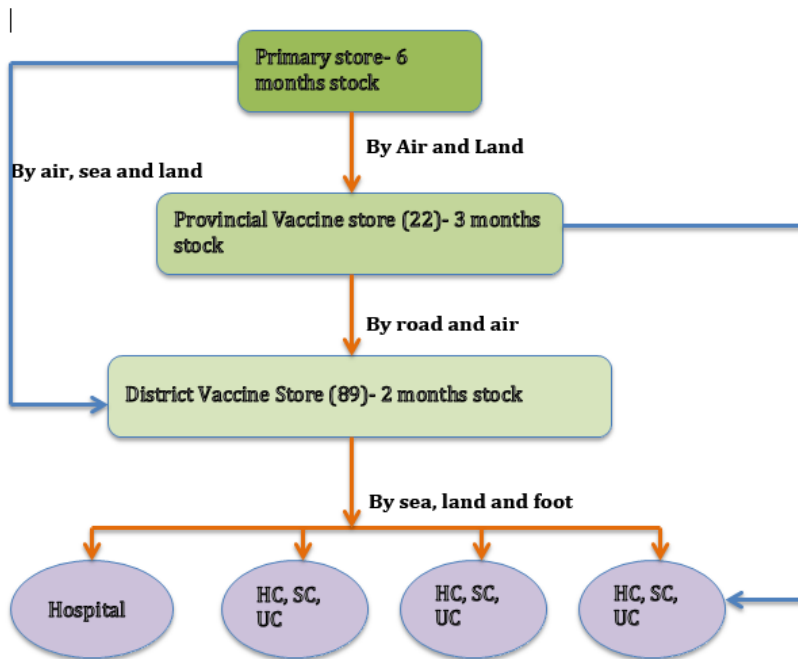 Primary store- 6
months stock
By Air and Land
By air, sea and land
Provincial Vaccine store (22)- 3 months
stock
By road and air
District Vaccine Store (89)- 2 months stock
By sea, land and foot
Hospital
HC, SC,
UC
HC, SC,
UC
HC, SC,
UC